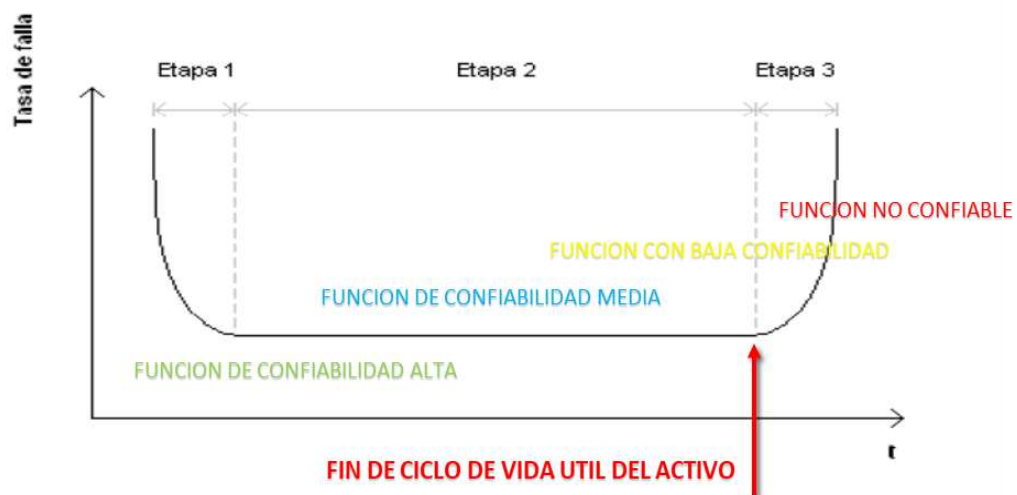 Tasa de falla
Etapa 1
Etapa 2
Etapa 3
FUNCION NO CONFIABLE
FUNCION CON BAJA CONFIABILIDAD
FUNCION DE CONFIABILIDAD MEDIA
FUNCION DE CONFIABILIDAD ALTA
t
FIN DE CICLO DE VIDA UTIL DEL ACTIVO